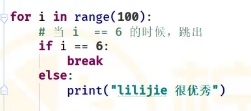 for i in range(100):
    # 当 i  == 6 的时候，跳出
    if i == 6:
        break
    else:
        print("lilijie 很优秀")